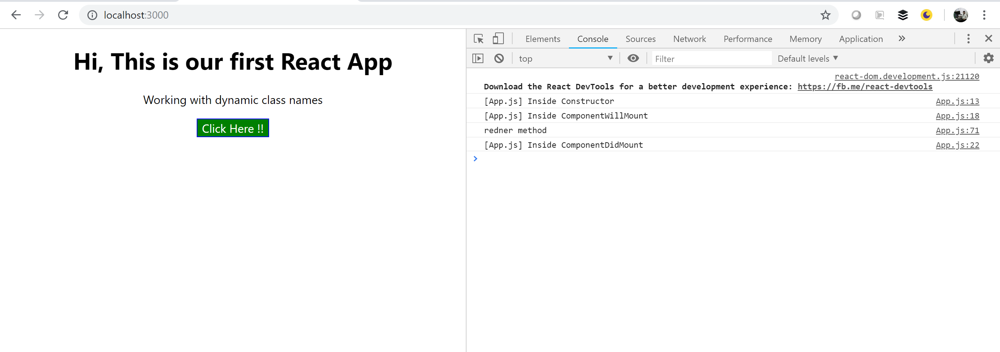 localhost:3000
Hi, This is our first React App
Working with dynamic class names
Click Here !!
Elements Console Sources Network Performance Memory Application
top Filter Default levels
react-dom.development.js:21120
Download the React DevTools for a better development experience: https://fb.me/react-devtools
[App.js] Inside Constructor App.js:13
[App.js] Inside ComponentWillMount App.js:18
redner method App.js:71
[App.js] Inside ComponentDidMount App.js:22